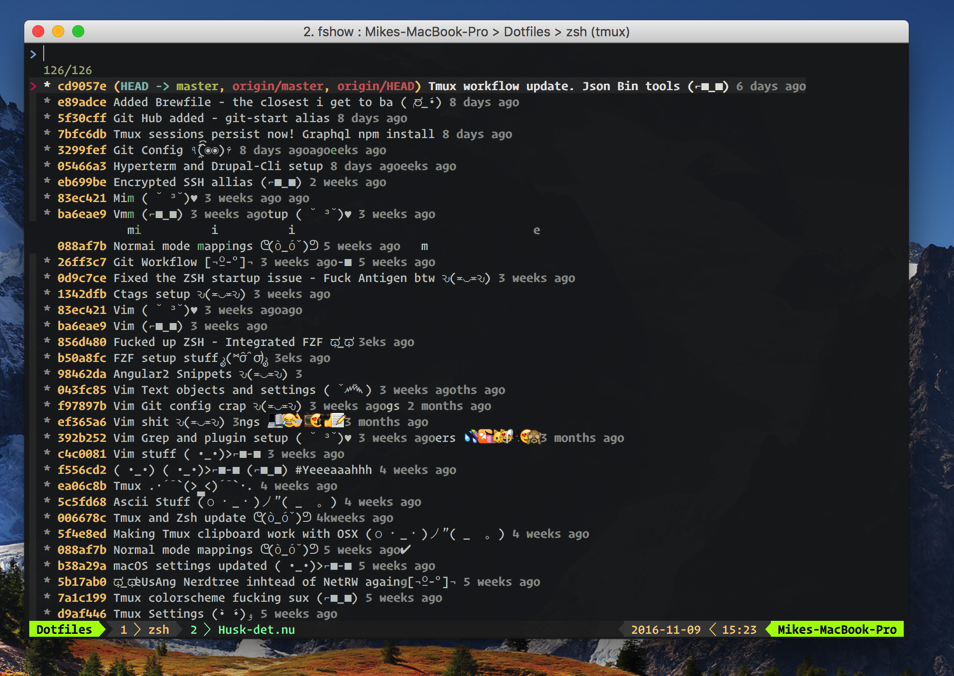 2. fshow : Mikes-MacBook-Pro > Dotfiles > zsh (tmux)
>
126/126
> * cd9057e (HEAD -> master, origin/master, origin/HEAD) Tmux workflow update. Json Bin tools (⌐■_■) 6 days ago
* e89adce Added Brewfile - the closest i get to ba 8 days ago
* 5f30cff Git Hub added - git-start alias 8 days ago
* 7bfc6db Tmux sessions persist now! Graphql npm install 8 days ago
* 3299fef Git Config 8 days agoagoeeks ago
* 05466a3 Hyperterm and Drupal-Cli setup 8 days agoeeks ago
* eb699be Encrypted SSH allias (⌐■_■) 2 weeks ago
* 83ec421 Mim ( ˘ ³˘)♥ 3 weeks ago ago
* ba6eae9 Vmm (⌐■_■) 3 weeks agotup ( ˘ ³˘)♥ 3 weeks ago
mi i i e
088af7b Normai mode mappings ᕦ(ò_óˇ)ᕤ 5 weeks ago m
* 26ff3c7 Git Workflow [¬º-°]¬ 3 weeks ago-■ 5 weeks ago
* 0d9c7ce Fixed the ZSH startup issue - Fuck Antigen btw ԅ(≖‿≖ԅ) 3 weeks ago
* 1342dfb Ctags setup ԅ(≖‿≖ԅ) 3 weeks ago
* 83ec421 Vim ( ˘ ³˘)♥ 3 weeks agoago
* ba6eae9 Vim (⌐■_■) 3 weeks ago
* 856d480 Fucked up ZSH - Integrated FZF ಠ_ಠ 3eks ago
* b50a8fc FZF setup stuff 3eks ago
* 98462da Angular2 Snippets ԅ(≖‿≖ԅ) 3
* 043fc85 Vim Text objects and settings 3 weeks agoths ago
* f97897b Vim Git config crap ԅ(≖‿≖ԅ) 3 weeks agogs 2 months ago
* ef365a6 Vim shit ԅ(≖‿≖ԅ) 3ngs 3 months ago
* 392b252 Vim Grep and plugin setup ( ˘ ³˘)♥ 3 weeks agoers 3 months ago
* c4c0081 Vim stuff ( •_•)>⌐■-■ 3 weeks ago
* f556cd2 ( •_•) ( •_•)>⌐■-■ (⌐■_■) #Yeeeaaahhh 4 weeks ago
* ea06c8b Tmux .·´¯`(>▂<)´¯`·. 4 weeks ago
* 5c5fd68 Ascii Stuff (○・_・)ノ”(_ 。) 4 weeks ago
* 006678c Tmux and Zsh update ᕦ(ò_óˇ)ᕤ 4kweeks ago
* 5f4e8ed Making Tmux clipboard work with OSX (○・_・)ノ”(_ 。) 4 weeks ago
* 088af7b Normal mode mappings ᕦ(ò_óˇ)ᕤ 5 weeks ago✔
* b38a29a macOS settings updated ( •_•)>⌐■-■ 5 weeks ago
* 5b17ab0 UsAng Nerdtree inhtead of NetRW againg[¬º-°]¬ 5 weeks ago
* 7a1c199 Tmux colorscheme fucking sux (⌐■_■) 5 weeks ago
* d9af446 Tmux Settings 5 weeks ago
Dotfiles 1 > zsh 2 > Husk-det.nu 2016-11-09 < 15:23 Mikes-MacBook-Pro